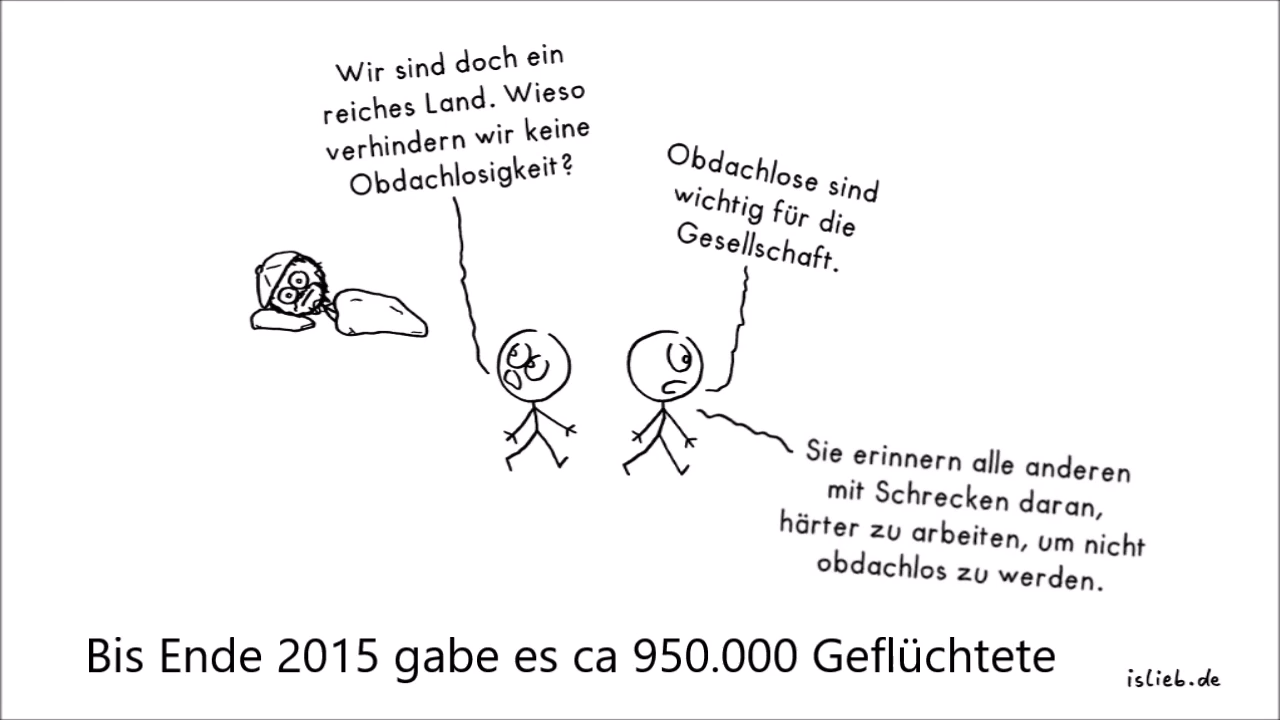 Wir sind doch ein
reiches Land. Wieso
verhindern wir keine
Obdachlosigkeit?
Obdachlose sind
wichtig für die
Gesellschaft.
Sie erinnern alle anderen
mit Schrecken daran,
härter zu arbeiten, um nicht
obdachlos zu werden.
Bis Ende 2015 gabe es ca 950.000 Geflüchtete
islieb.de